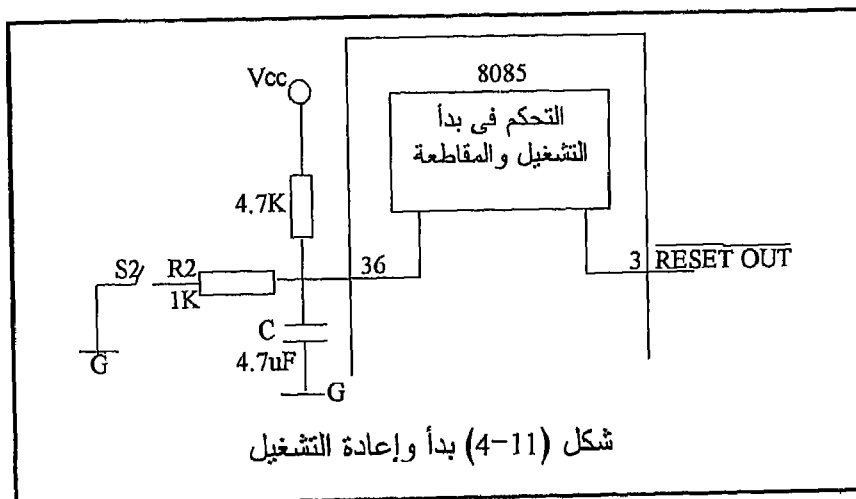 8085
Vcc
التحكم فى بدأ
التشغيل والمقاطعة
4.7K
S2
R2
1K
36
3
RESET OUT
C
4.7uF
G
G
شكل (11-4) بدأ وإعادة التشغيل